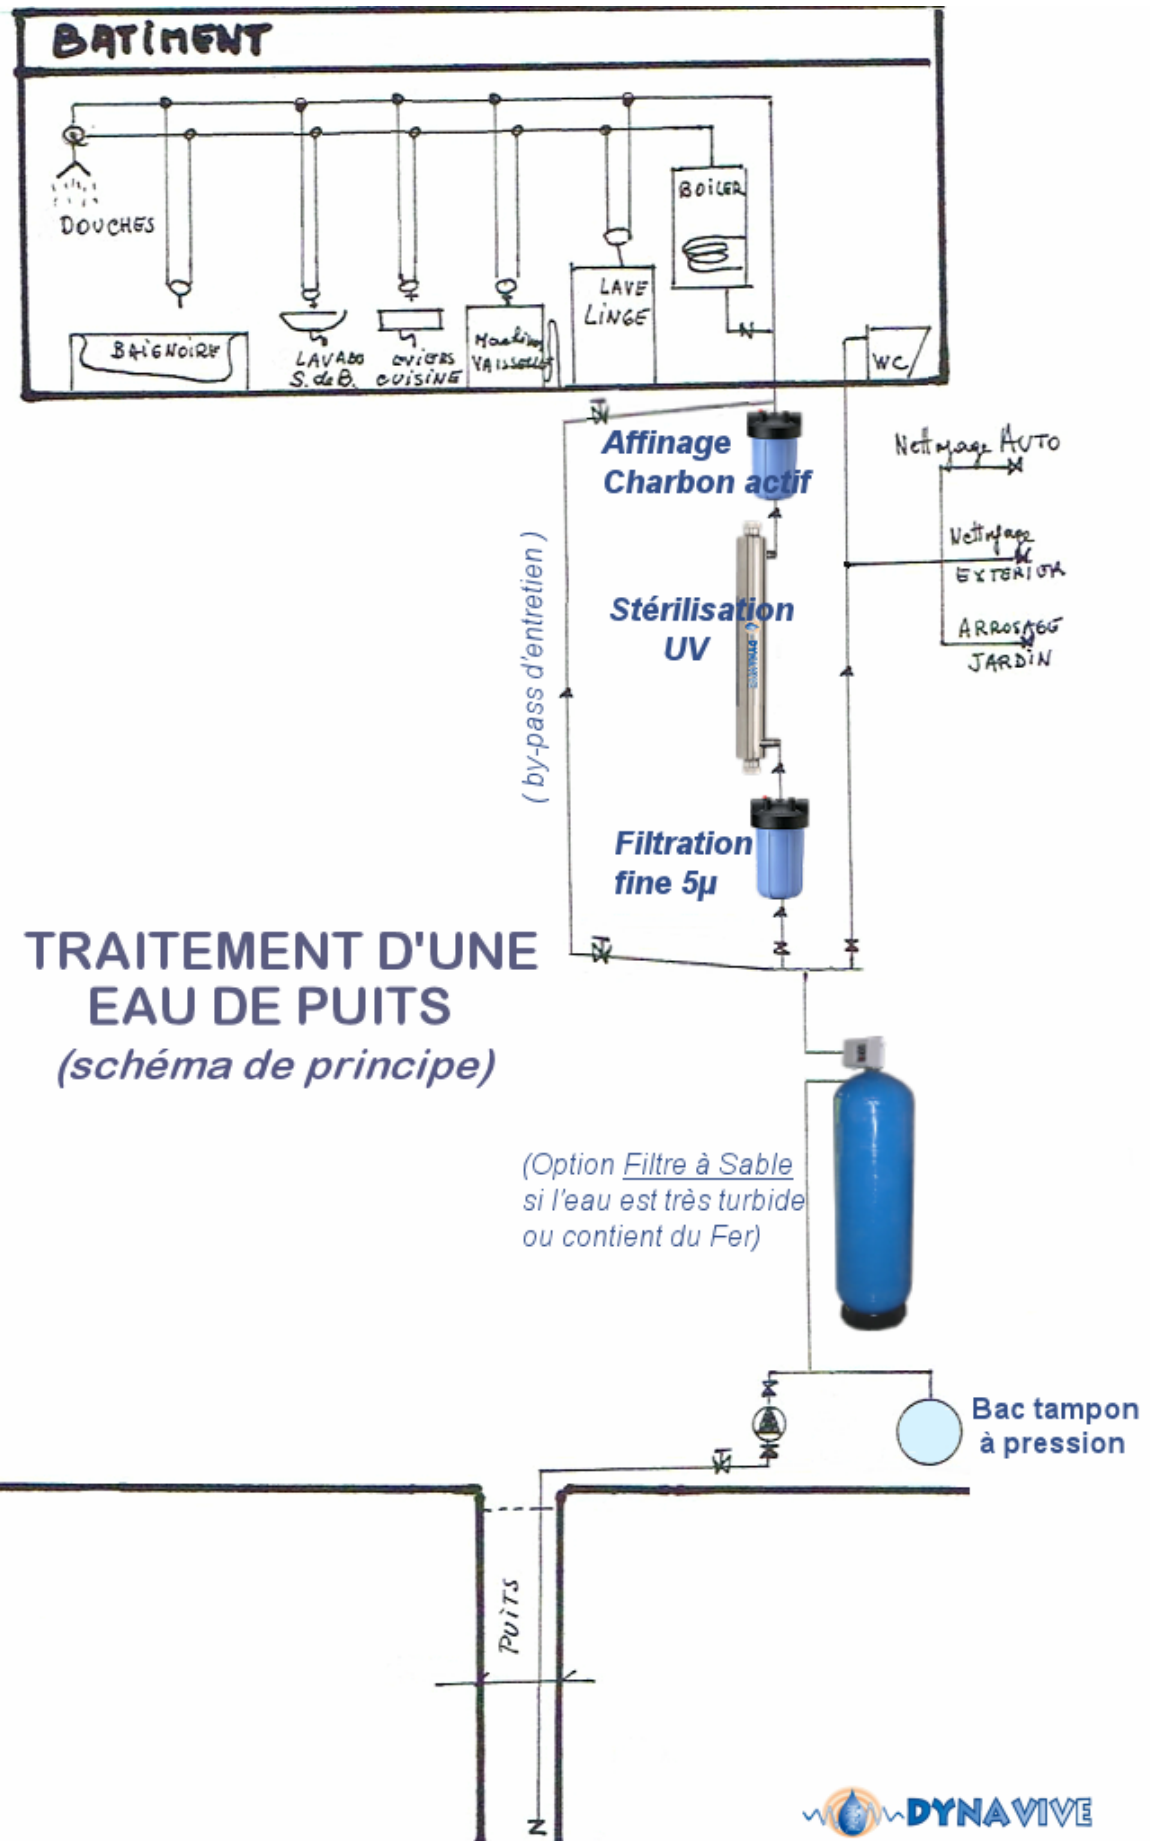 BATIMENT
BOILER
DOUCHES
LAVE
LINGE
BAIGNOIRE
LAVABO
S. de B.
EVIERS
CUISINE
VAISSELLE
WC
Affinage
Charbon actif
Nettoyage AUTO
Nettoyage
EXTERIOR
ARROSAGE
JARDIN
( by-pass d'entretien )
Stérilisation
UV
DYNAVIVE
Filtration
fine 5µ
TRAITEMENT D'UNE
EAU DE PUITS
(schéma de principe)
(Option Filtre à Sable
si l'eau est très turbide
ou contient du Fer)
Bac tampon
à pression
PUITS
DYNAVIVE